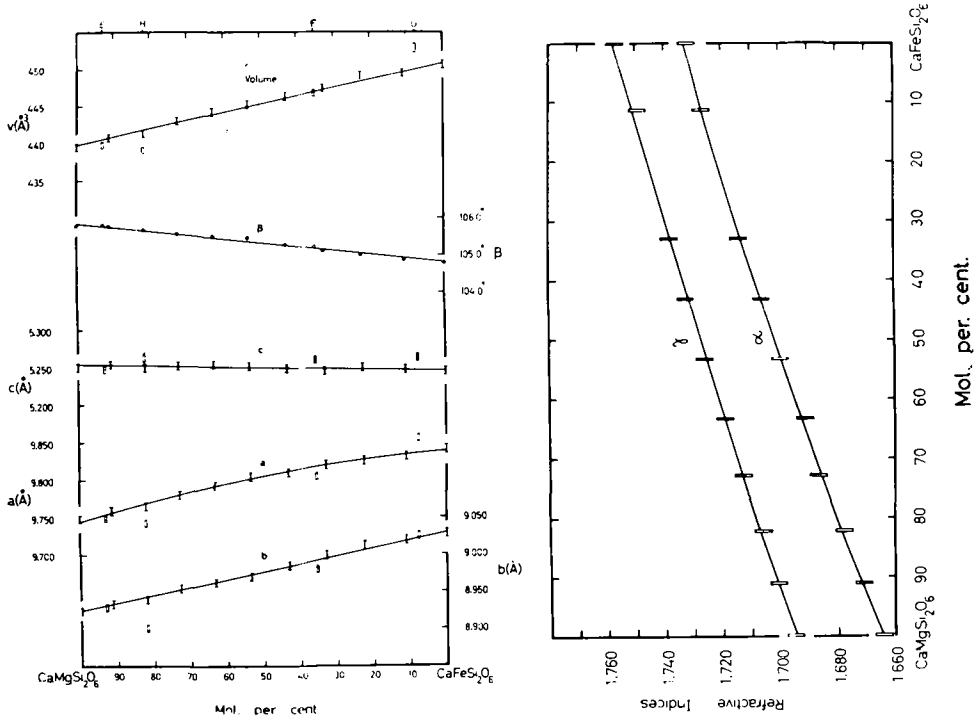 H F
450
Volume
445
V(Å)°3
440
435
106.0°
β
105.0° β
104.0°
5.300
c
5.250
c(Å)
5.200
9.850
a
9.800
a(Å)
9.750
9.050
9.700
b
9.000
b(Å)
8.950
8.900
CaMgSi2O6 90 80 70 60 50 40 30 20 10 CaFeSi2O6
Mol. per cent.
CaFeSi2O6
10
20
30
40
γ α
50
60
70
80
90
CaMgSi2O6
Mol. per. cent.
1.760 1.740 1.720 1.700 1.680 1.660
Refractive Indices